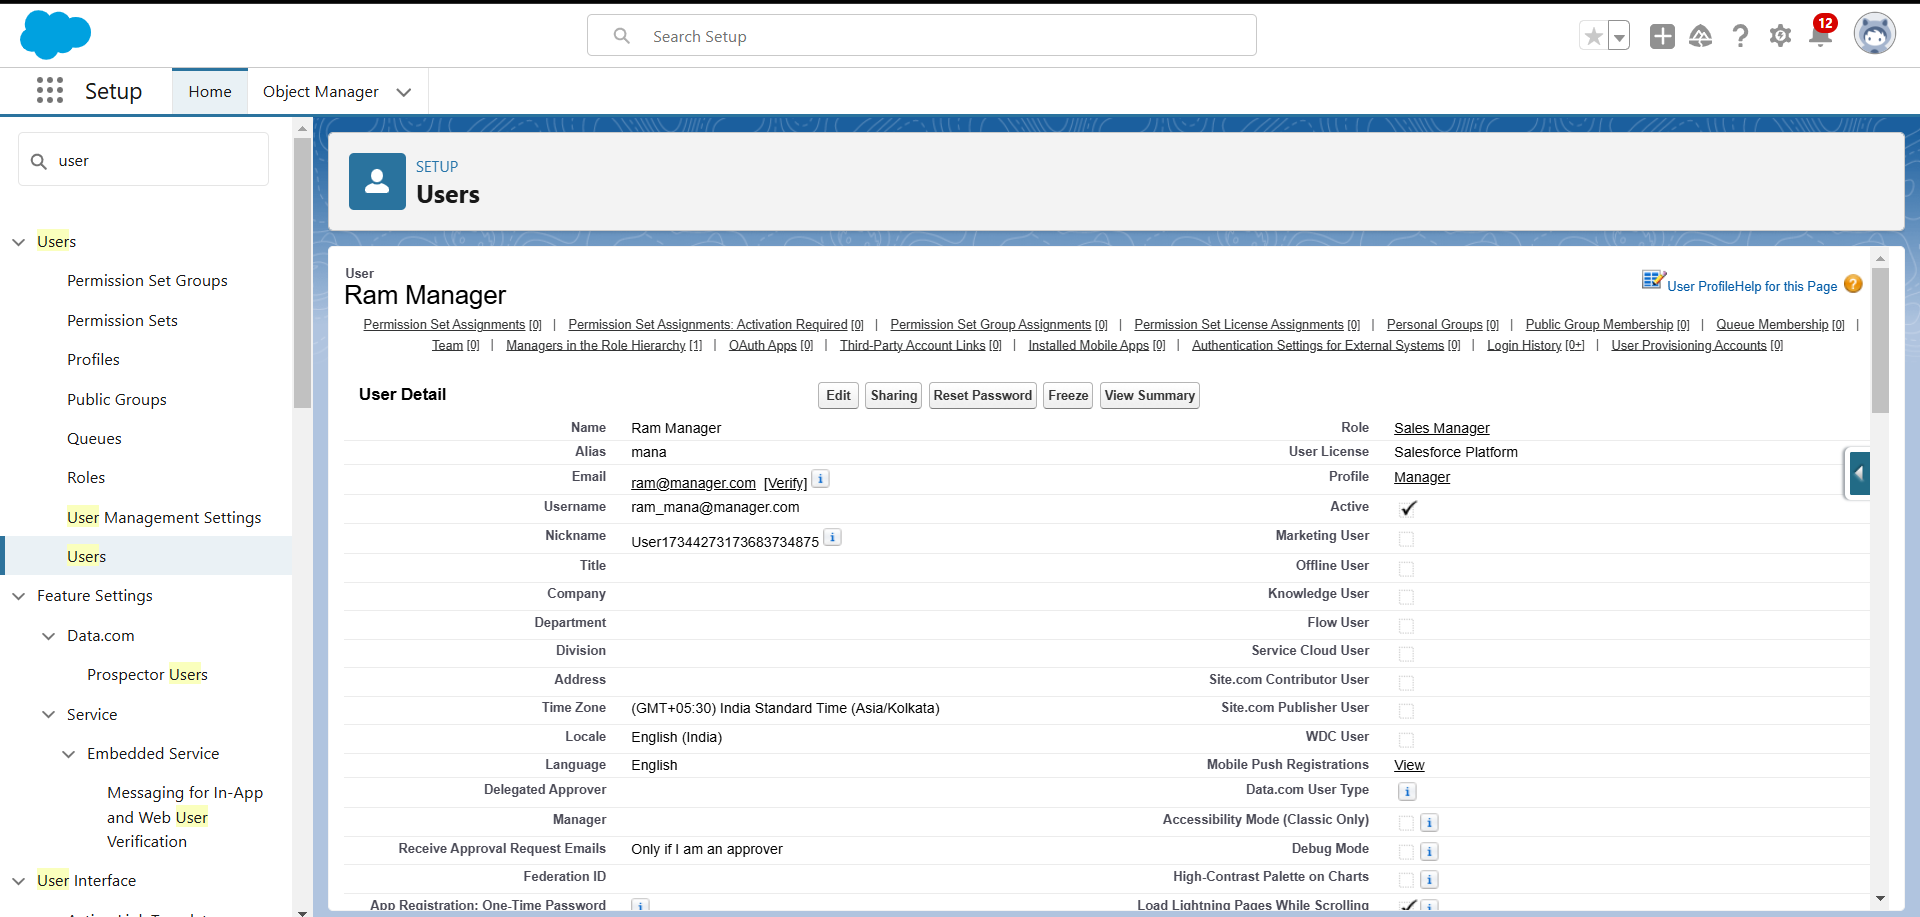 Search Setup
12
Setup
Home
Object Manager
user
Users
Permission Set Groups
Permission Sets
Profiles
Public Groups
Queues
Roles
User Management Settings
Users
Feature Settings
Data.com
Prospector Users
Service
Embedded Service
Messaging for In-App
and Web User
Verification
User Interface
SETUP
Users
User
Ram Manager
User Profile Help for this Page
Permission Set Assignments [0] | Permission Set Assignments: Activation Required [0] | Permission Set Group Assignments [0] | Permission Set License Assignments [0] | Personal Groups [0] | Public Group Membership [0] | Queue Membership [0] |
Team [0] | Managers in the Role Hierarchy [1] | OAuth Apps [0] | Third-Party Account Links [0] | Installed Mobile Apps [0] | Authentication Settings for External Systems [0] | Login History [0+] | User Provisioning Accounts [0]
User Detail
Edit Sharing Reset Password Freeze View Summary
Name Ram Manager Role Sales Manager
Alias mana User License Salesforce Platform
Email ram@manager.com [Verify] i Profile Manager
Username ram_mana@manager.com Active
Nickname User17344273173683734875 i Marketing User
Title Offline User
Company Knowledge User
Department Flow User
Division Service Cloud User
Address Site.com Contributor User
Time Zone (GMT+05:30) India Standard Time (Asia/Kolkata) Site.com Publisher User
Locale English (India) WDC User
Language English Mobile Push Registrations View
Delegated Approver Data.com User Type i
Manager Accessibility Mode (Classic Only) i
Receive Approval Request Emails Only if I am an approver Debug Mode i
Federation ID High-Contrast Palette on Charts i
App Registration: One-Time Password i Load Lightning Pages While Scrolling i